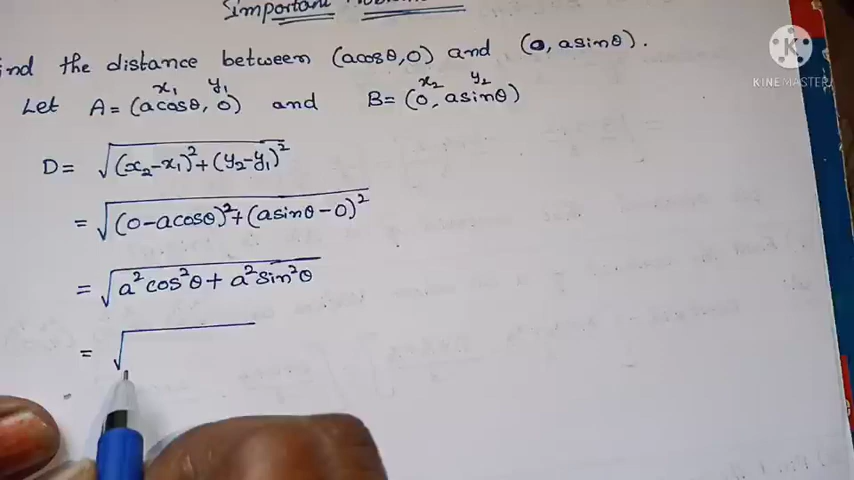 Simportant
ind the distance between (acosθ,0) and (0, asinθ).
x₁ y₁ x₂ y₂
Let A = (acosθ, 0) and B = (0, asinθ)
D = √((x₂-x₁)²+(y₂-y₁)²)
= √((0-acosθ)²+(asinθ-0)²)
= √(a²cos²θ + a²sin²θ)
= √
K
KINEMASTER